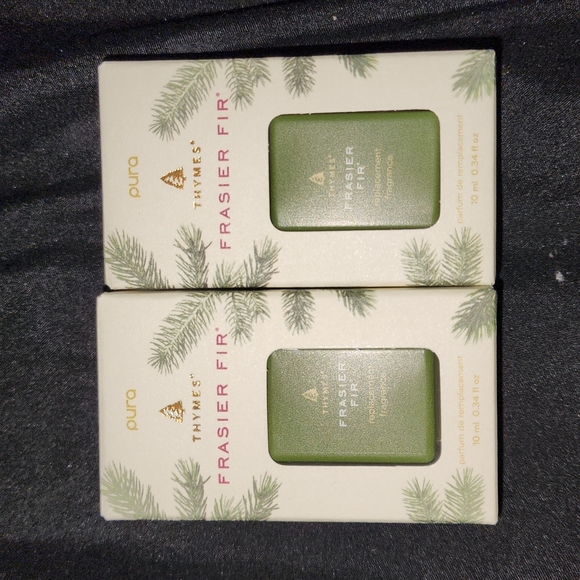 pura
THYMES®
FRASIER FIR®
THYMES®
FRASIER
FIR®
replacement
fragrance
parfum de remplacement
10 ml 0.34 fl oz
pura
THYMES®
FRASIER FIR®
THYMES®
FRASIER
FIR®
replacement
fragrance
parfum de remplacement
10 ml 0.34 fl oz